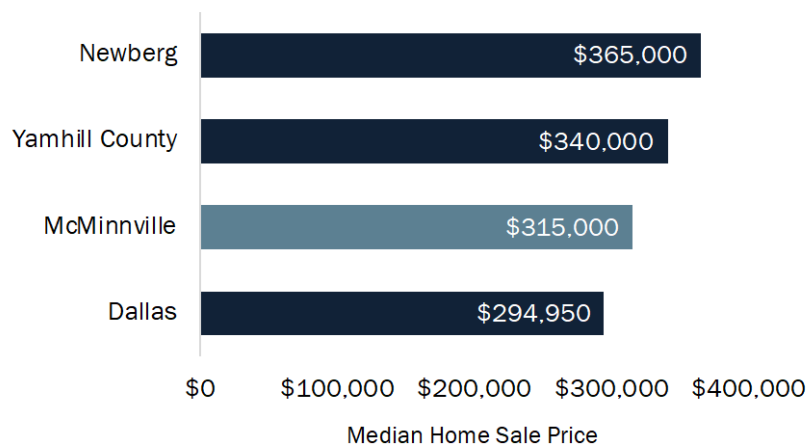 Newberg $365,000
Yamhill County $340,000
McMinnville $315,000
Dallas $294,950
$0 $100,000 $200,000 $300,000 $400,000
Median Home Sale Price